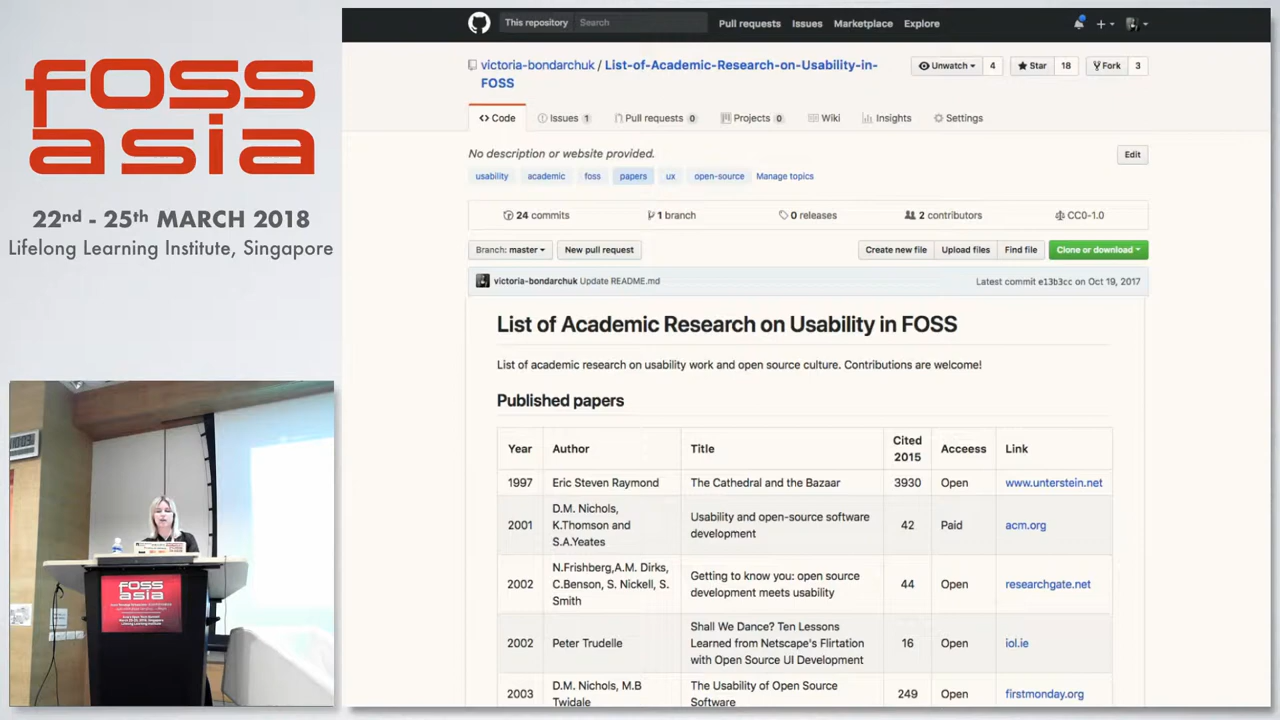 FOSS
asia
22nd - 25th MARCH 2018
Lifelong Learning Institute, Singapore
FOSS
asia
This repository
Search
Pull requests
Issues
Marketplace
Explore
victoria-bondarchuk / List-of-Academic-Research-on-Usability-in-
FOSS
Unwatch
4
Star
18
Fork
3
Code
Issues 1
Pull requests 0
Projects 0
Wiki
Insights
Settings
No description or website provided.
Edit
usability
academic
foss
papers
ux
open-source
Manage topics
24 commits
1 branch
0 releases
2 contributors
CC0-1.0
Branch: master
New pull request
Create new file
Upload files
Find file
Clone or download
victoria-bondarchuk Update README.md
Latest commit e13b3cc on Oct 19, 2017
List of Academic Research on Usability in FOSS
List of academic research on usability work and open source culture. Contributions are welcome!
Published papers
Year
Author
Title
Cited
2015
Acceess
Link
1997
Eric Steven Raymond
The Cathedral and the Bazaar
3930
Open
www.unterstein.net
2001
D.M. Nichols,
K.Thomson and
S.A.Yeates
Usability and open-source software
development
42
Paid
acm.org
2002
N.Frishberg,A.M. Dirks,
C.Benson, S. Nickell, S.
Smith
Getting to know you: open source
development meets usability
44
Open
researchgate.net
2002
Peter Trudelle
Shall We Dance? Ten Lessons
Learned from Netscape's Flirtation
with Open Source UI Development
16
Open
iol.ie
2003
D.M. Nichols, M.B
Twidale
The Usability of Open Source
Software
249
Open
firstmonday.org